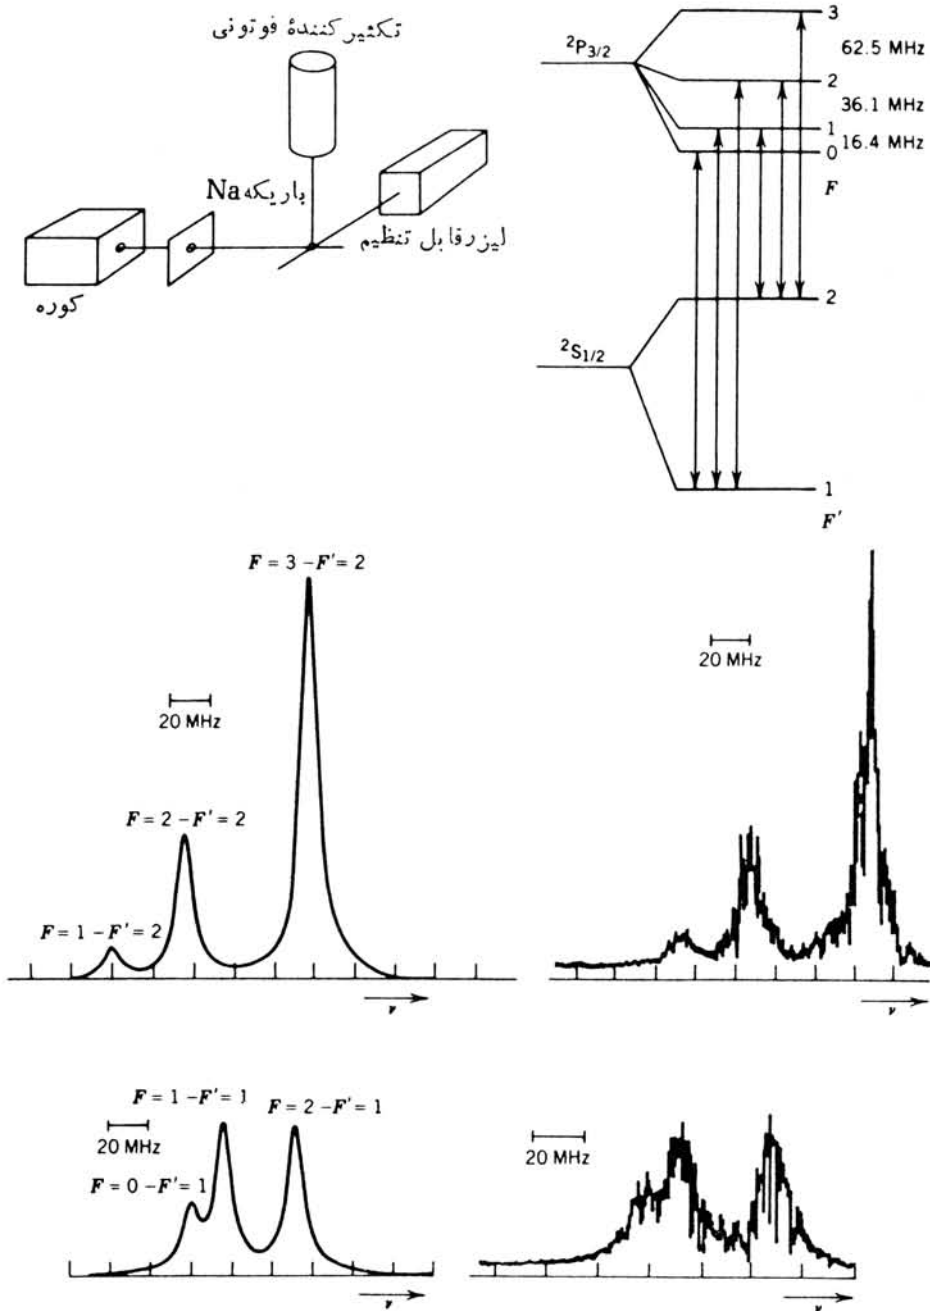 تکثیر کنندهٔ فوتونی
باریکه Na
لیزر قابل تنظیم
کوره
3
²P₃/₂
62.5 MHz
2
36.1 MHz
1
16.4 MHz
0
F
2
²S₁/₂
1
F'
F = 3 – F' = 2
20 MHz
F = 2 – F' = 2
F = 1 – F' = 2
ν
20 MHz
ν
F = 1 – F' = 1
F = 2 – F' = 1
20 MHz
F = 0 – F' = 1
ν
20 MHz
ν